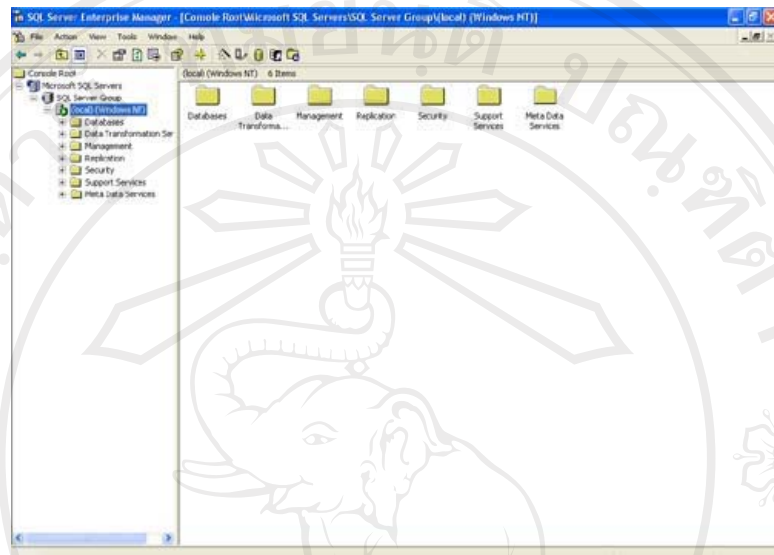 SQL Server Enterprise Manager - [Console Root\Microsoft SQL Servers\SQL Server Group\(local) (Windows NT)]
File Action View Tools Window Help
Console Root
Microsoft SQL Servers
SQL Server Group
(local) (Windows NT)
Databases
Data Transformation Ser
Management
Replication
Security
Support Services
Meta Data Services
(local) (Windows NT) 6 Items
Databases
Data Transforma...
Management
Replication
Security
Support Services
Meta Data Services